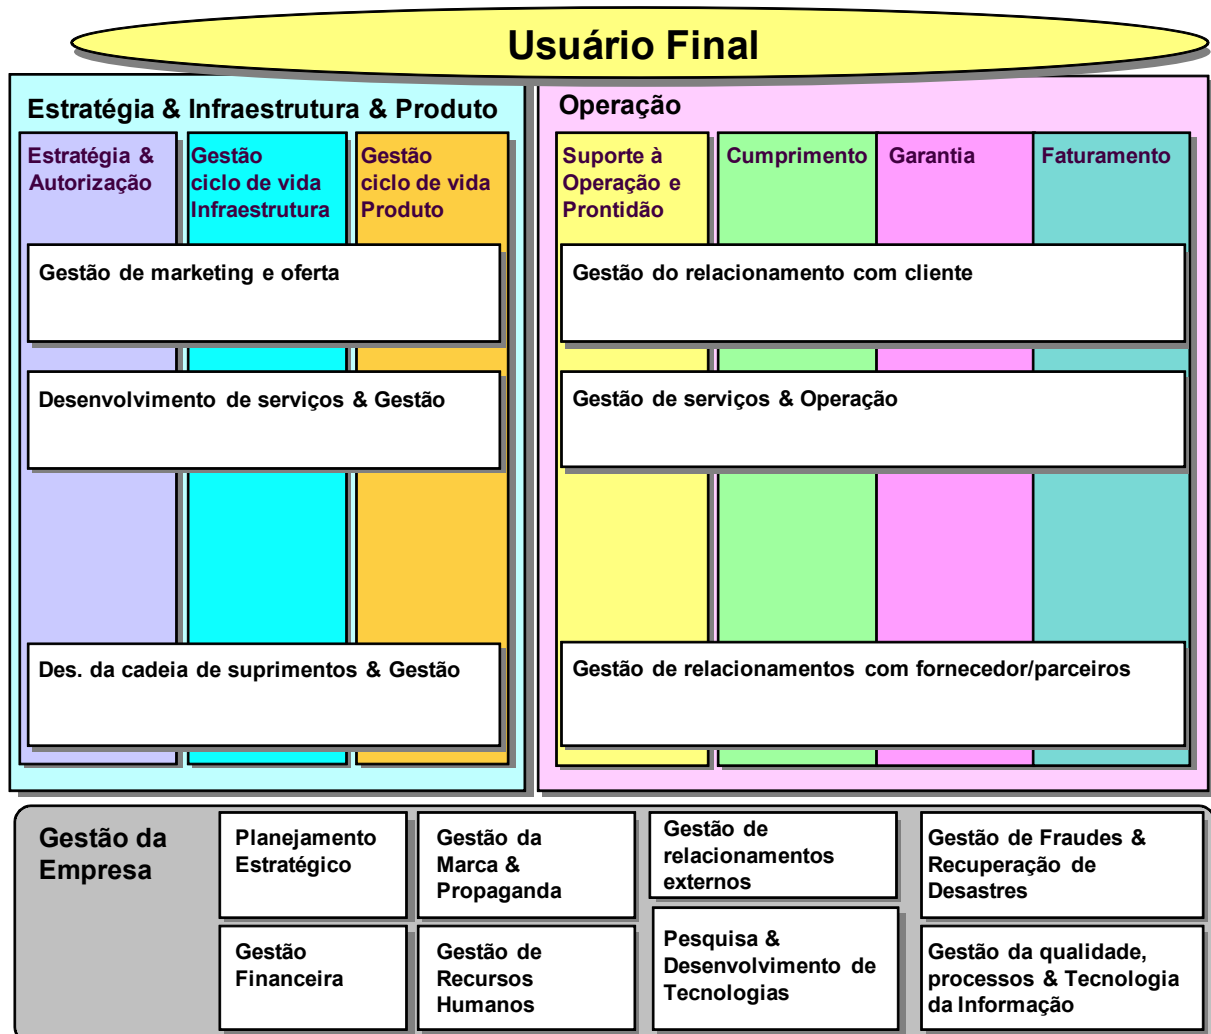 Usuário Final
Estratégia & Infraestrutura & Produto
Estratégia &
Autorização
Gestão
ciclo de vida
Infraestrutura
Gestão
ciclo de vida
Produto
Gestão de marketing e oferta
Desenvolvimento de serviços & Gestão
Des. da cadeia de suprimentos & Gestão
Operação
Suporte à
Operação e
Prontidão
Cumprimento
Garantia
Faturamento
Gestão do relacionamento com cliente
Gestão de serviços & Operação
Gestão de relacionamentos com fornecedor/parceiros
Gestão da
Empresa
Planejamento
Estratégico
Gestão da
Marca &
Propaganda
Gestão de
relacionamentos
externos
Gestão de Fraudes &
Recuperação de
Desastres
Gestão
Financeira
Gestão de
Recursos
Humanos
Pesquisa &
Desenvolvimento de
Tecnologias
Gestão da qualidade,
processos & Tecnologia
da Informação